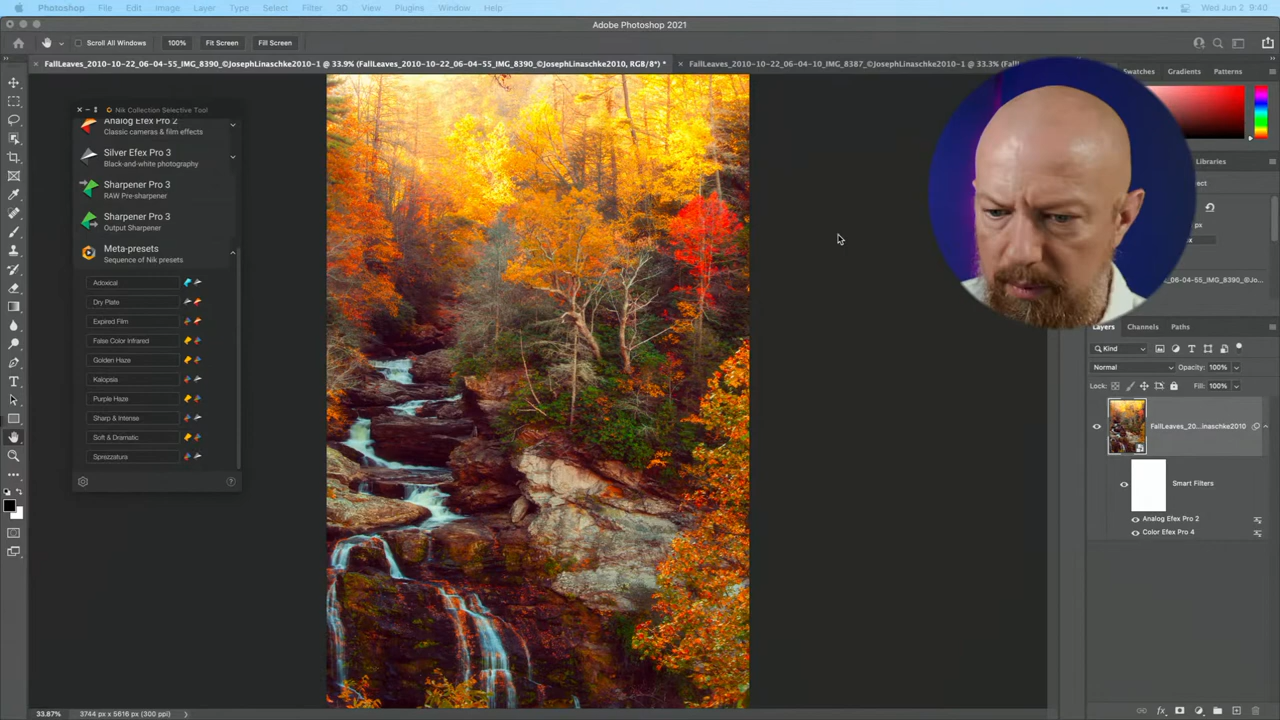 Photoshop File Edit Image Layer Type Select Filter 3D View Plugins Window Help Wed Jun 2 9:40
Adobe Photoshop 2021
Scroll All Windows 100% Fit Screen Fill Screen
FallLeaves_2010-10-22_06-04-55_IMG_8390_©JosephLinaschke2010-1 @ 33.9% (FallLeaves_2010-10-22_06-04-55_IMG_8390_©JosephLinaschke2010, RGB/8*) *
FallLeaves_2010-10-22_06-04-10_IMG_8387_©JosephLinaschke2010-1 @ 33.3%
Swatches Gradients Patterns
Nik Collection Selective Tool
Analog Efex Pro 2
Classic cameras & film effects
Silver Efex Pro 3
Black-and-white photography
Sharpener Pro 3
RAW Pre-sharpener
Sharpener Pro 3
Output Sharpener
Meta-presets
Sequence of Nik presets
Adoxical
Dry Plate
Expired Film
False Color Infrared
Golden Haze
Kalopsia
Purple Haze
Sharp & Intense
Soft & Dramatic
Sprezzatura
Libraries
px
_06-04-55_IMG_8390_©Jo...
Layers Channels Paths
Kind
Normal Opacity: 100%
Lock: Fill: 100%
FallLeaves_20...inaschke2010
Smart Filters
Analog Efex Pro 2
Color Efex Pro 4
33.87% 3744 px x 5616 px (300 ppi)